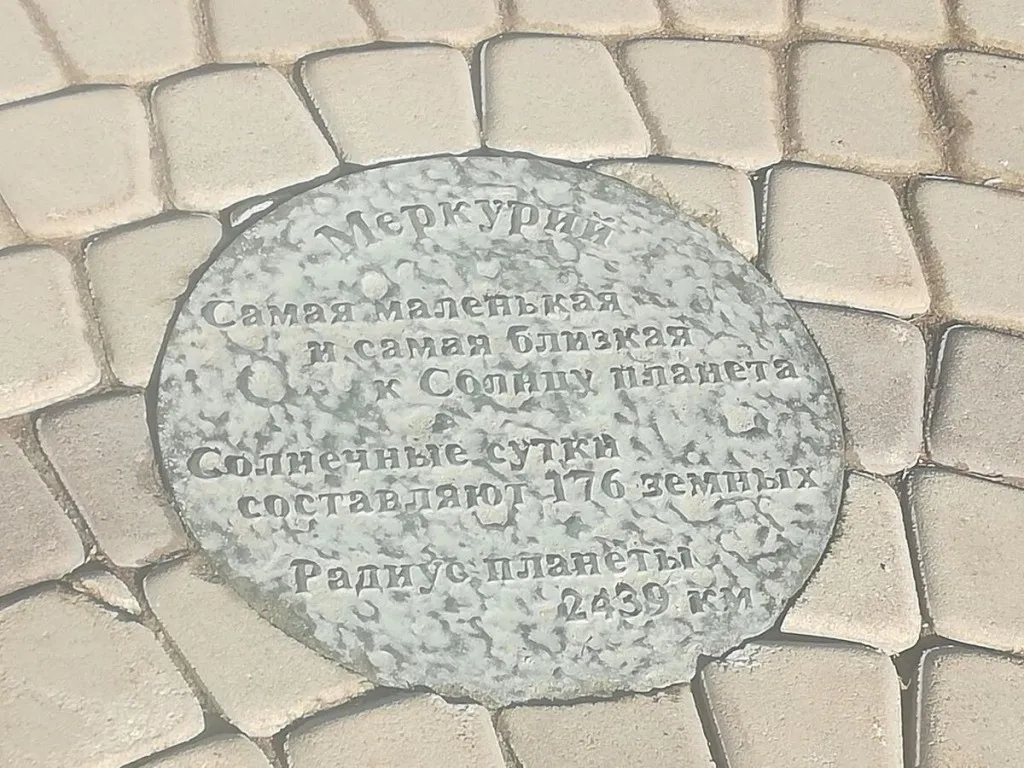 Меркурий
Самая маленькая
и самая близкая
к Солнцу планета
Солнечные сутки
составляют 176 земных
Радиус планеты
2439 км